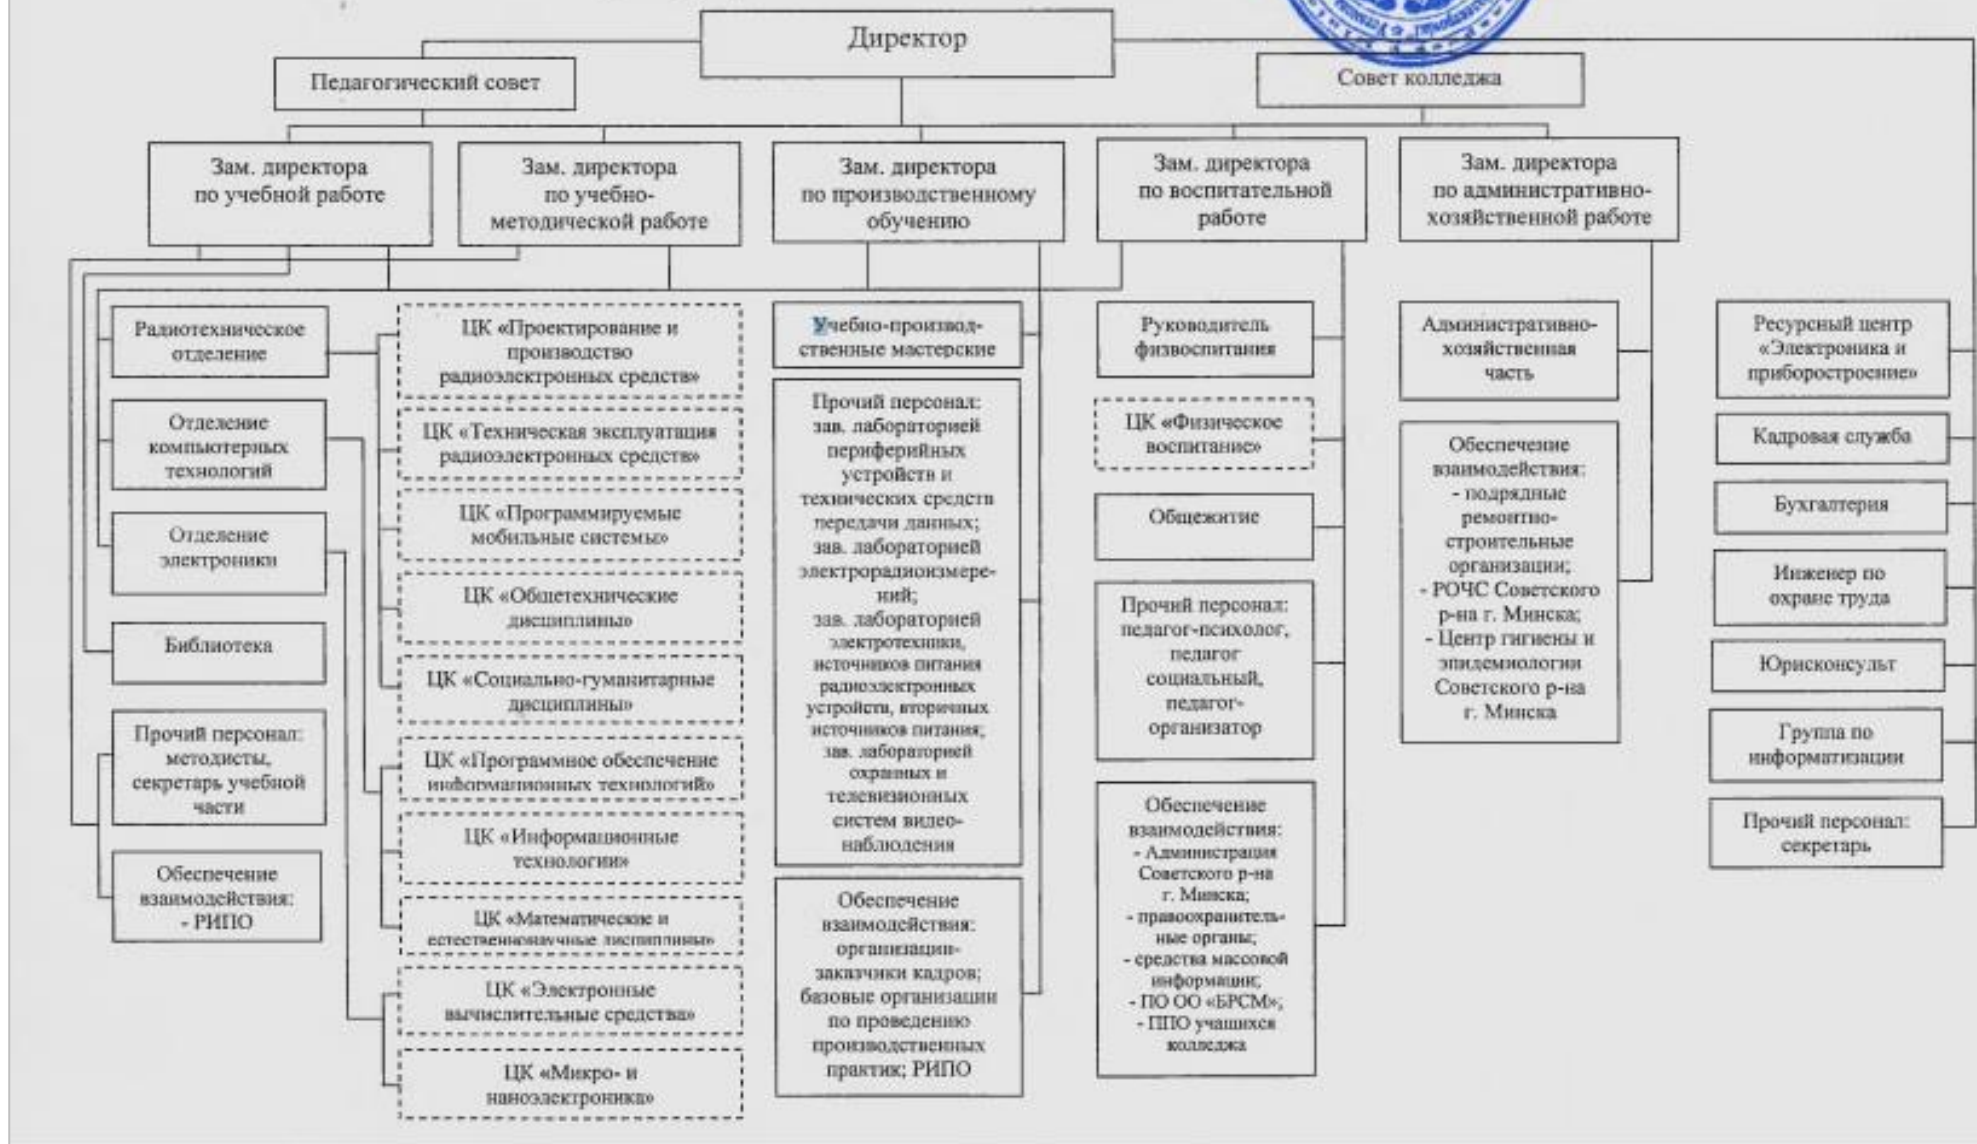 Директор
Педагогический совет
Совет колледжа
Зам. директора
по учебной работе
Зам. директора
по учебно-
методической работе
Зам. директора
по производственному
обучению
Зам. директора
по воспитательной
работе
Зам. директора
по административно-
хозяйственной работе
Радиотехническое
отделение
Отделение
компьютерных
технологий
Отделение
электроники
Библиотека
Прочий персонал:
методисты,
секретарь учебной
части
Обеспечение
взаимодействия:
- РИПО
ЦК «Проектирование и
производство
радиоэлектронных средств»
ЦК «Техническая эксплуатация
радиоэлектронных средств»
ЦК «Программируемые
мобильные системы»
ЦК «Общетехнические
дисциплины»
ЦК «Социально-гуманитарные
дисциплины»
ЦК «Программное обеспечение
информационных технологий»
ЦК «Информационные
технологии»
ЦК «Математические и
естественнонаучные дисциплины»
ЦК «Электронные
вычислительные средства»
ЦК «Микро- и
наноэлектроника»
Учебно-производ-
ственные мастерские
Прочий персонал:
зав. лабораторией
периферийных
устройств и
технических средств
передачи данных;
зав. лабораторией
электрорадиоизмере-
ний;
зав. лабораторией
электротехники,
источников питания
радиоэлектронных
устройств, вторичных
источников питания;
зав. лабораторией
охранных и
телевизионных
систем видео-
наблюдения
Обеспечение
взаимодействия:
организации-
заказчики кадров;
базовые организации
по проведению
производственных
практик; РИПО
Руководитель
физвоспитания
ЦК «Физическое
воспитание»
Общежитие
Прочий персонал:
педагог-психолог,
педагог
социальный,
педагог-
организатор
Обеспечение
взаимодействия:
- Администрация
Советского р-на
г. Минска;
- правоохранитель-
ные органы;
- средства массовой
информации;
- ПО ОО «БРСМ»;
- ППО учащихся
колледжа
Административно-
хозяйственная
часть
Обеспечение
взаимодействия:
- подрядные
ремонтно-
строительные
организации;
- РОЧС Советского
р-на г. Минска;
- Центр гигиены и
эпидемиологии
Советского р-на
г. Минска
Ресурсный центр
«Электроника и
приборостроение»
Кадровая служба
Бухгалтерия
Инженер по
охране труда
Юрисконсульт
Группа по
информатизации
Прочий персонал:
секретарь